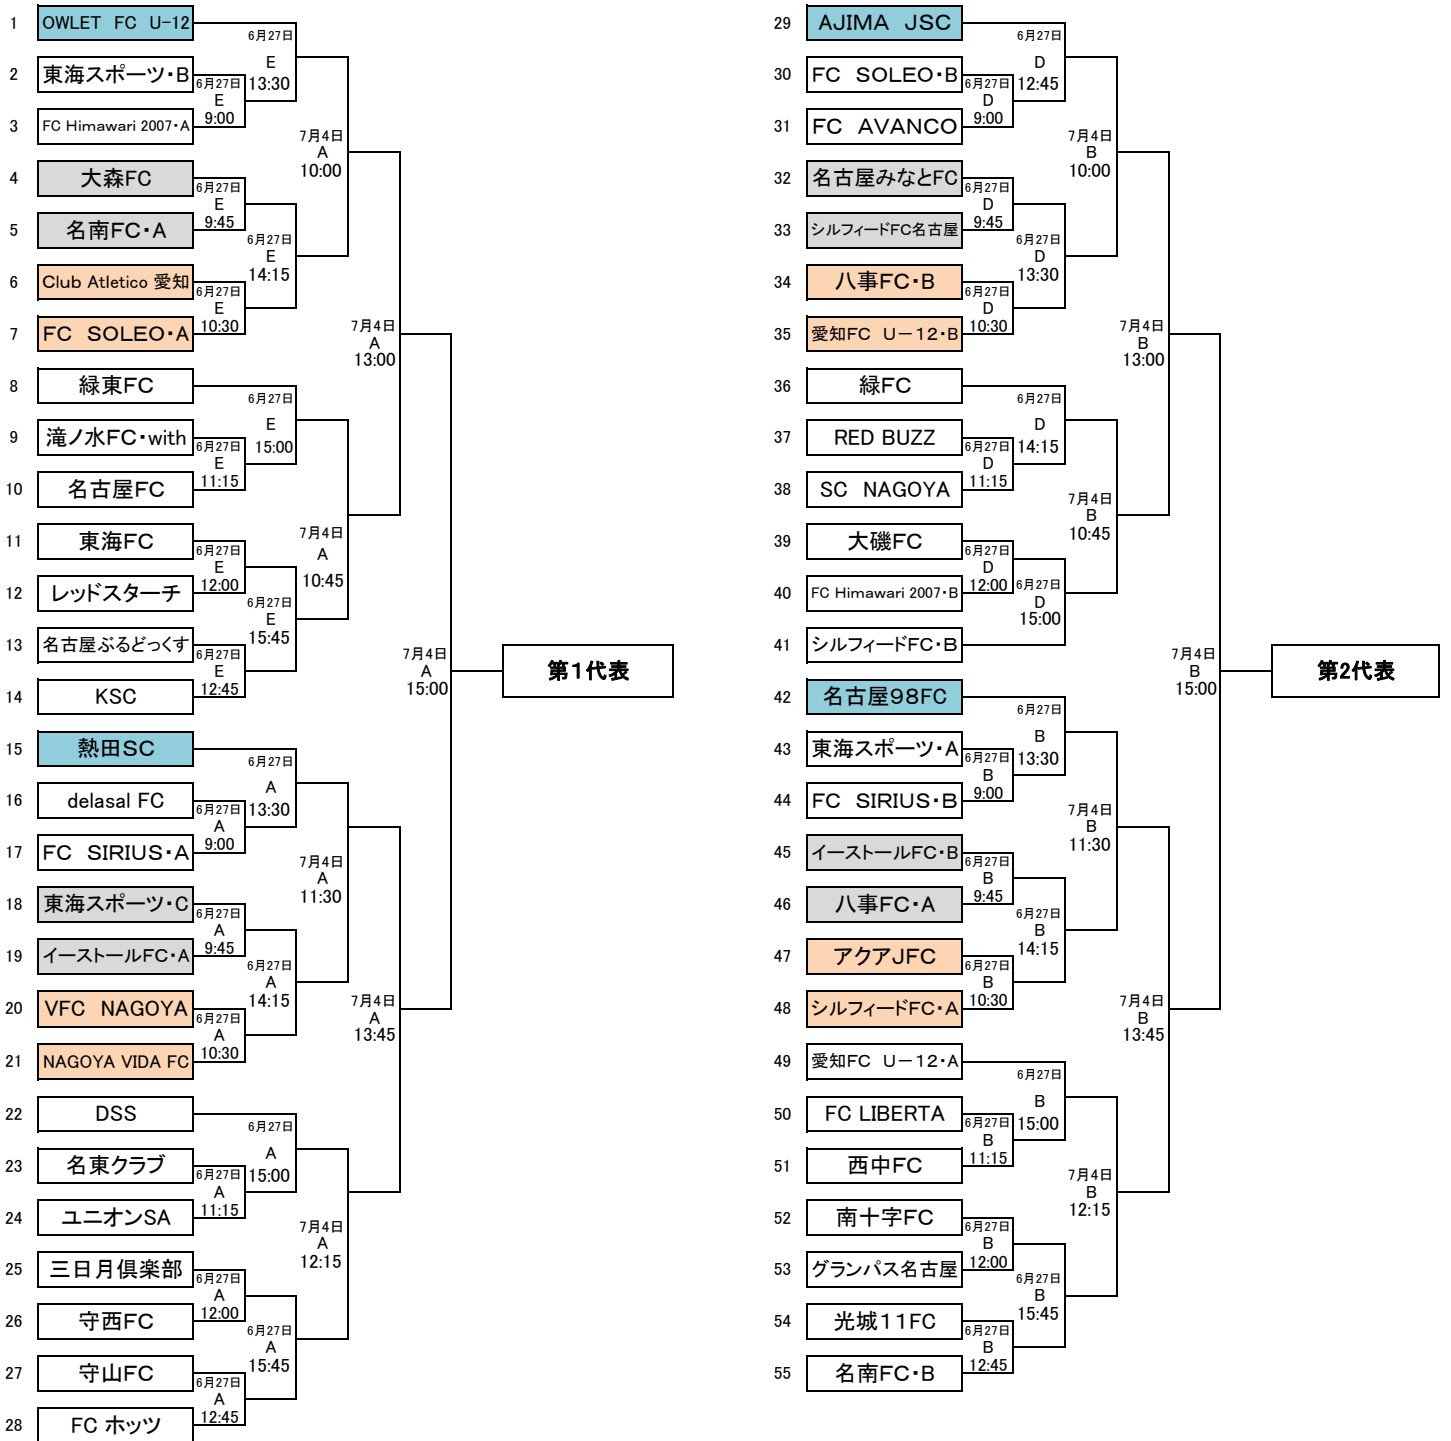 1 OWLET FC U-12
2 東海スポーツ・B
3 FC Himawari 2007・A
4 大森FC
5 名南FC・A
6 Club Atletico 愛知
7 FC SOLEO・A
8 緑東FC
9 滝ノ水FC・with
10 名古屋FC
11 東海FC
12 レッドスターチ
13 名古屋ぶるどっくす
14 KSC
15 熱田SC
16 delasal FC
17 FC SIRIUS・A
18 東海スポーツ・C
19 イーストールFC・A
20 VFC NAGOYA
21 NAGOYA VIDA FC
22 DSS
23 名東クラブ
24 ユニオンSA
25 三日月倶楽部
26 守西FC
27 守山FC
28 FC ホッツ
6月27日
E
9:00
6月27日
E
9:45
6月27日
E
10:30
6月27日
E
11:15
6月27日
E
12:00
6月27日
E
12:45
6月27日
A
9:00
6月27日
A
9:45
6月27日
A
10:30
6月27日
A
11:15
6月27日
A
12:00
6月27日
A
12:45
6月27日
E
13:30
6月27日
E
14:15
6月27日
E
15:00
6月27日
E
15:45
6月27日
A
13:30
6月27日
A
14:15
6月27日
A
15:00
6月27日
A
15:45
7月4日
A
10:00
7月4日
A
10:45
7月4日
A
11:30
7月4日
A
12:15
7月4日
A
13:00
7月4日
A
13:45
7月4日
A
15:00
第1代表
29 AJIMA JSC
30 FC SOLEO・B
31 FC AVANCO
32 名古屋みなとFC
33 シルフィードFC名古屋
34 八事FC・B
35 愛知FC U－12・B
36 緑FC
37 RED BUZZ
38 SC NAGOYA
39 大磯FC
40 FC Himawari 2007・B
41 シルフィードFC・B
42 名古屋98FC
43 東海スポーツ・A
44 FC SIRIUS・B
45 イーストールFC・B
46 八事FC・A
47 アクアJFC
48 シルフィードFC・A
49 愛知FC U－12・A
50 FC LIBERTA
51 西中FC
52 南十字FC
53 グランパス名古屋
54 光城11FC
55 名南FC・B
6月27日
D
9:00
6月27日
D
9:45
6月27日
D
10:30
6月27日
D
11:15
6月27日
D
12:00
6月27日
B
9:00
6月27日
B
9:45
6月27日
B
10:30
6月27日
B
11:15
6月27日
B
12:00
6月27日
B
12:45
6月27日
D
12:45
6月27日
D
13:30
6月27日
D
14:15
6月27日
D
15:00
6月27日
B
13:30
6月27日
B
14:15
6月27日
B
15:00
6月27日
B
15:45
7月4日
B
10:00
7月4日
B
10:45
7月4日
B
11:30
7月4日
B
12:15
7月4日
B
13:00
7月4日
B
13:45
7月4日
B
15:00
第2代表